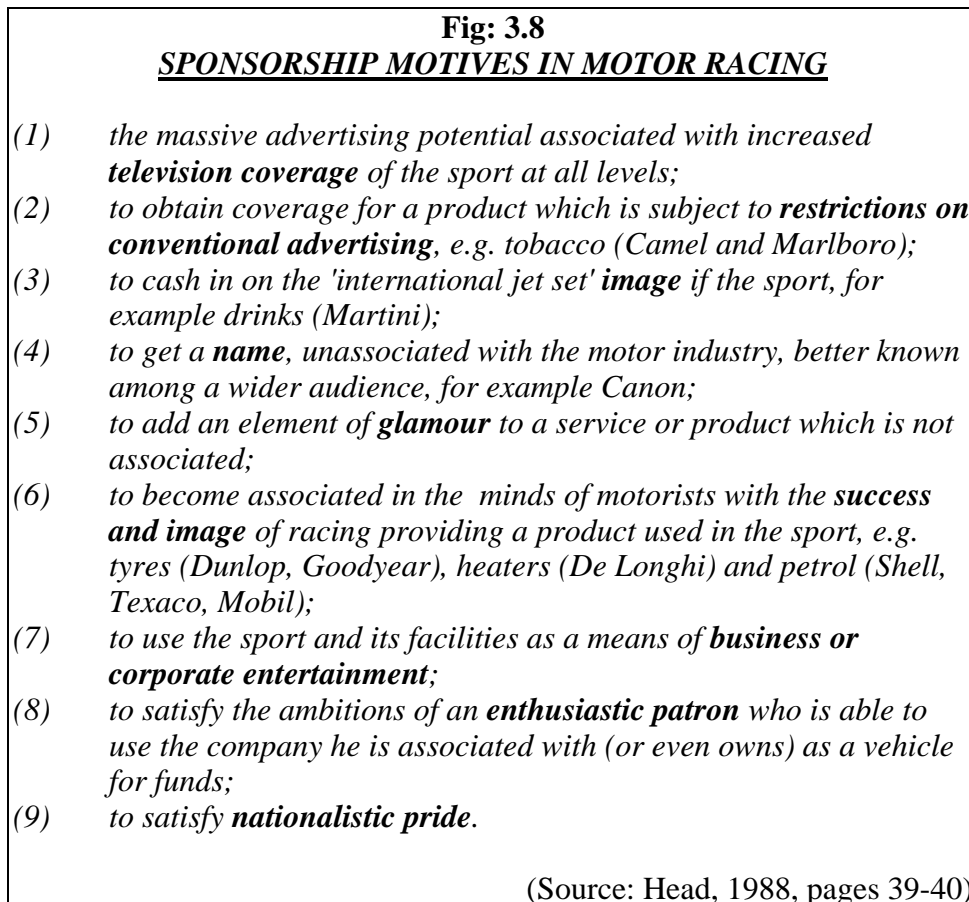 Fig: 3.8
SPONSORSHIP MOTIVES IN MOTOR RACING
(1) the massive advertising potential associated with increased
television coverage of the sport at all levels;
(2) to obtain coverage for a product which is subject to restrictions on
conventional advertising, e.g. tobacco (Camel and Marlboro);
(3) to cash in on the 'international jet set' image if the sport, for
example drinks (Martini);
(4) to get a name, unassociated with the motor industry, better known
among a wider audience, for example Canon;
(5) to add an element of glamour to a service or product which is not
associated;
(6) to become associated in the minds of motorists with the success
and image of racing providing a product used in the sport, e.g.
tyres (Dunlop, Goodyear), heaters (De Longhi) and petrol (Shell,
Texaco, Mobil);
(7) to use the sport and its facilities as a means of business or
corporate entertainment;
(8) to satisfy the ambitions of an enthusiastic patron who is able to
use the company he is associated with (or even owns) as a vehicle
for funds;
(9) to satisfy nationalistic pride.
(Source: Head, 1988, pages 39-40)